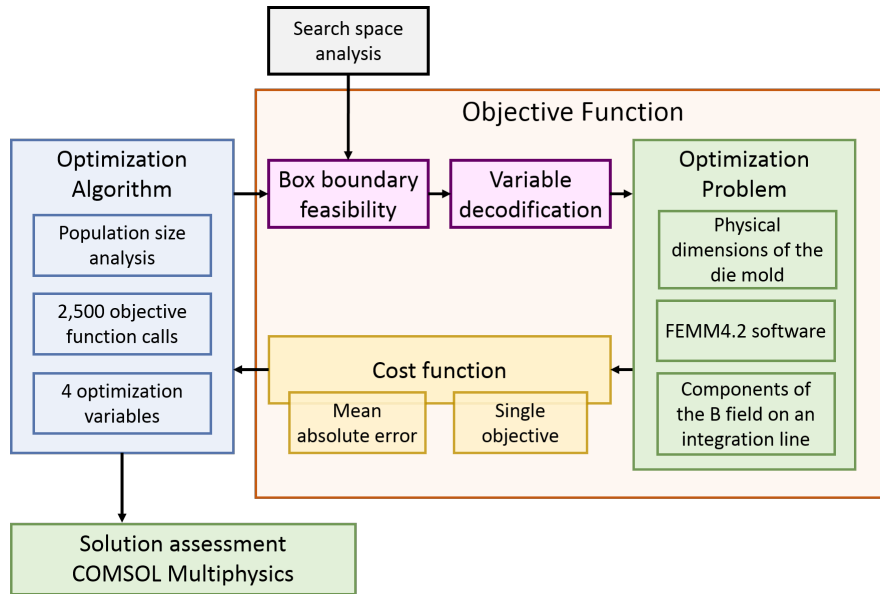 Search space
analysis
Objective Function
Optimization
Algorithm
Population size
analysis
2,500 objective
function calls
4 optimization
variables
Box boundary
feasibility
Variable
decodification
Optimization
Problem
Physical
dimensions of the
die mold
FEMM4.2 software
Components of
the B field on an
integration line
Cost function
Mean
absolute error
Single
objective
Solution assessment
COMSOL Multiphysics